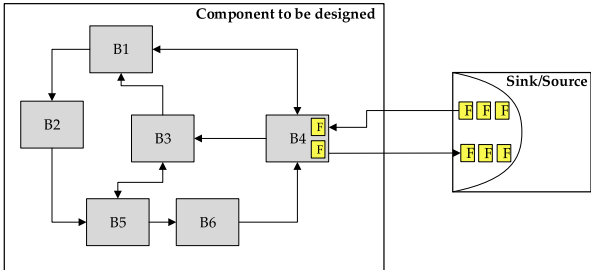 Component to be designed
B1
Sink/Source
B2
B3
B4
F
F
F F F
F F F
B5
B6